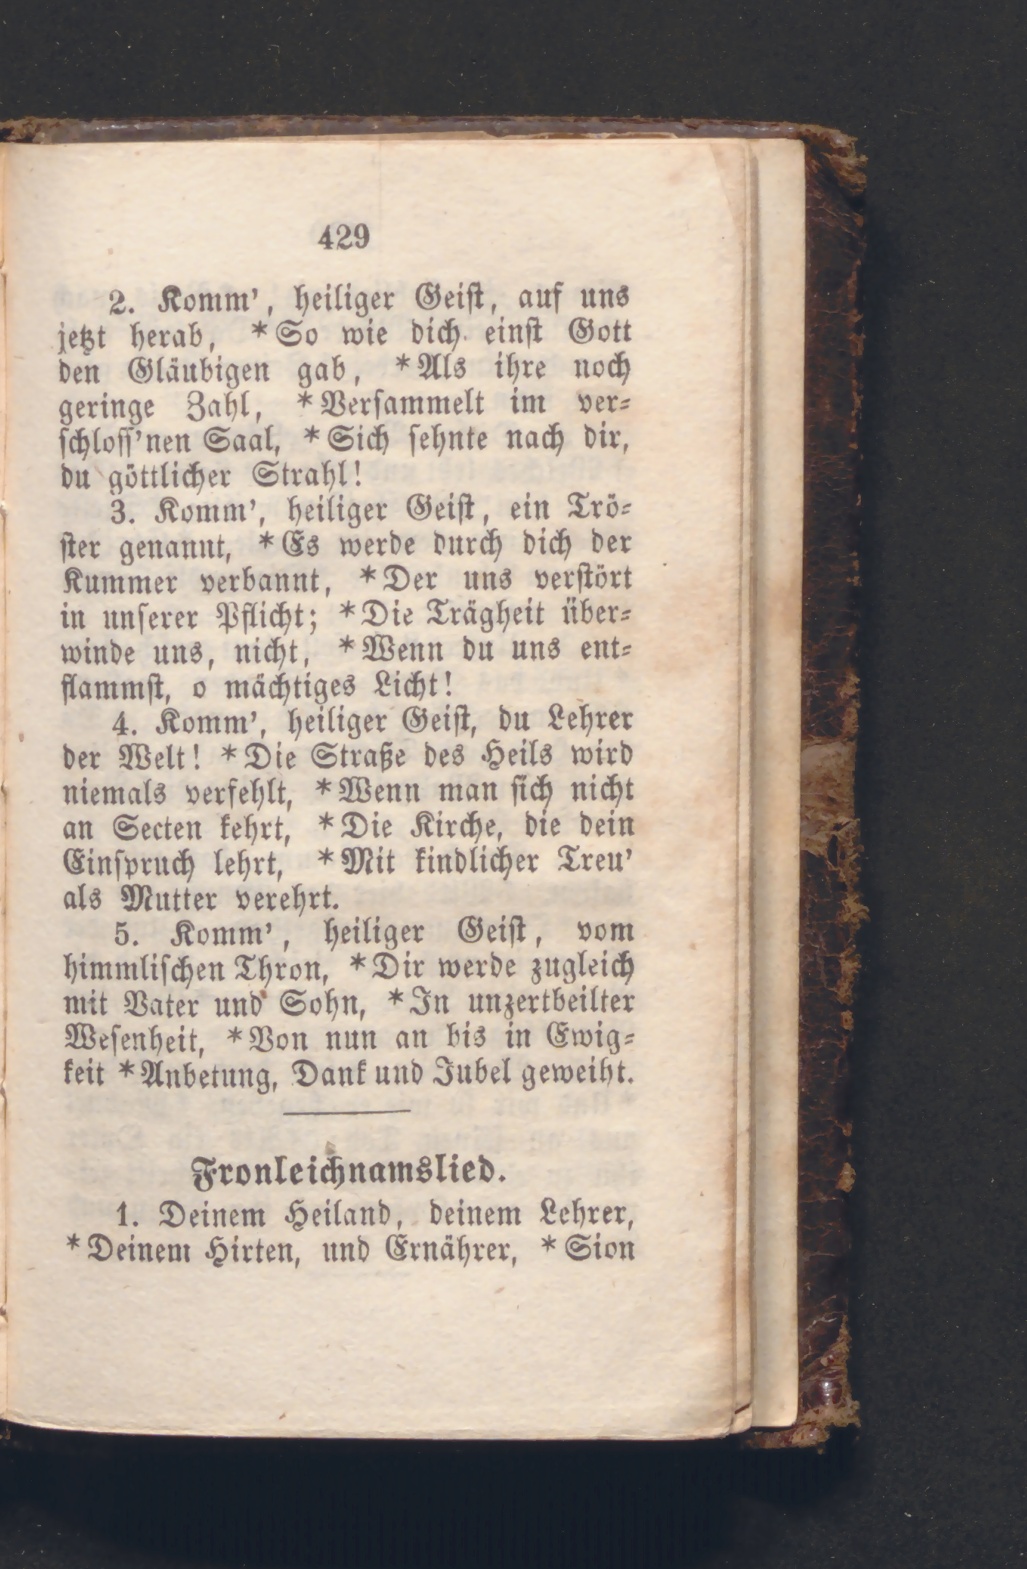 429
2. Komm', heiliger Geist, auf uns
jetzt herab, *So wie dich einst Gott
den Gläubigen gab, *Als ihre noch
geringe Zahl, *Versammelt im ver-
schloss'nen Saal, *Sich sehnte nach dir,
du göttlicher Strahl!
3. Komm', heiliger Geist, ein Trö-
ster genannt, *Es werde durch dich der
Kummer verbannt, *Der uns verstört
in unserer Pflicht; *Die Trägheit über-
winde uns, nicht, *Wenn du uns ent-
flammst, o mächtiges Licht!
4. Komm', heiliger Geist, du Lehrer
der Welt! *Die Straße des Heils wird
niemals verfehlt, *Wenn man sich nicht
an Secten kehrt, *Die Kirche, die dein
Einspruch lehrt, *Mit kindlicher Treu'
als Mutter verehrt.
5. Komm', heiliger Geist, vom
himmlischen Thron, *Dir werde zugleich
mit Vater und Sohn, *In unzertbeilter
Wesenheit, *Von nun an bis in Ewig-
keit *Anbetung, Dank und Jubel geweiht.
Fronleichnamslied.
1. Deinem Heiland, deinem Lehrer,
*Deinem Hirten, und Ernährer, *Sion